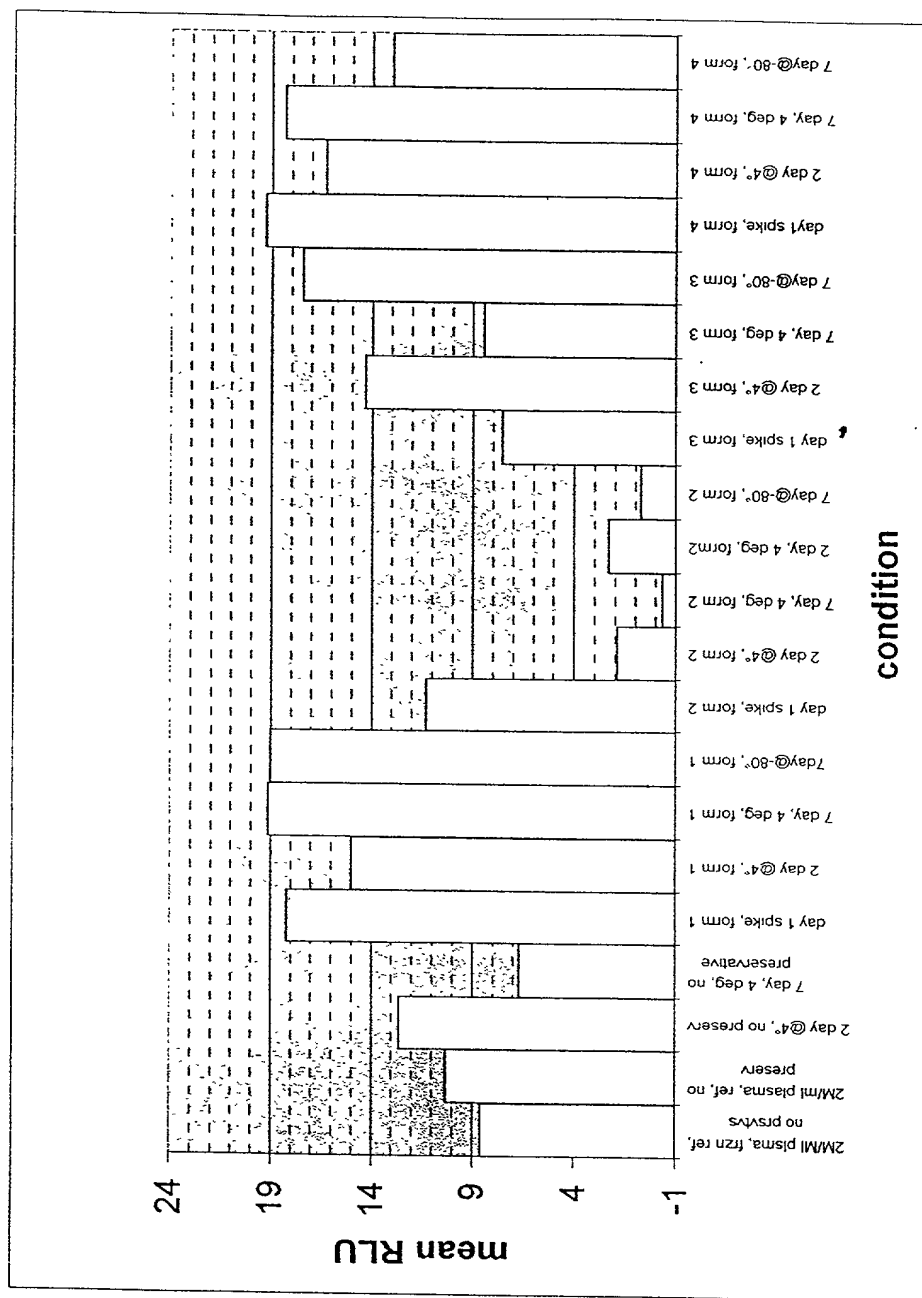 mean RLU
24
19
14
9
4
-1
2M/Ml plsma, frzn ref,
no prsvtvs
2M/ml plasma, ref, no
preserv
2 day @4°, no preserv
7 day, 4 deg, no
preservative
day 1 spike, form 1
2 day @4°, form 1
7 day, 4 deg, form 1
7day@-80°, form 1
day 1 spike, form 2
2 day @4°, form 2
7 day, 4 deg, form 2
2 day, 4 deg, form2
7 day@-80°, form 2
day 1 spike, form 3
2 day @4°, form 3
7 day, 4 deg, form 3
7 day@-80°, form 3
day1 spike, form 4
2 day @4°, form 4
7 day, 4 deg, form 4
7 day@-80°, form 4
condition